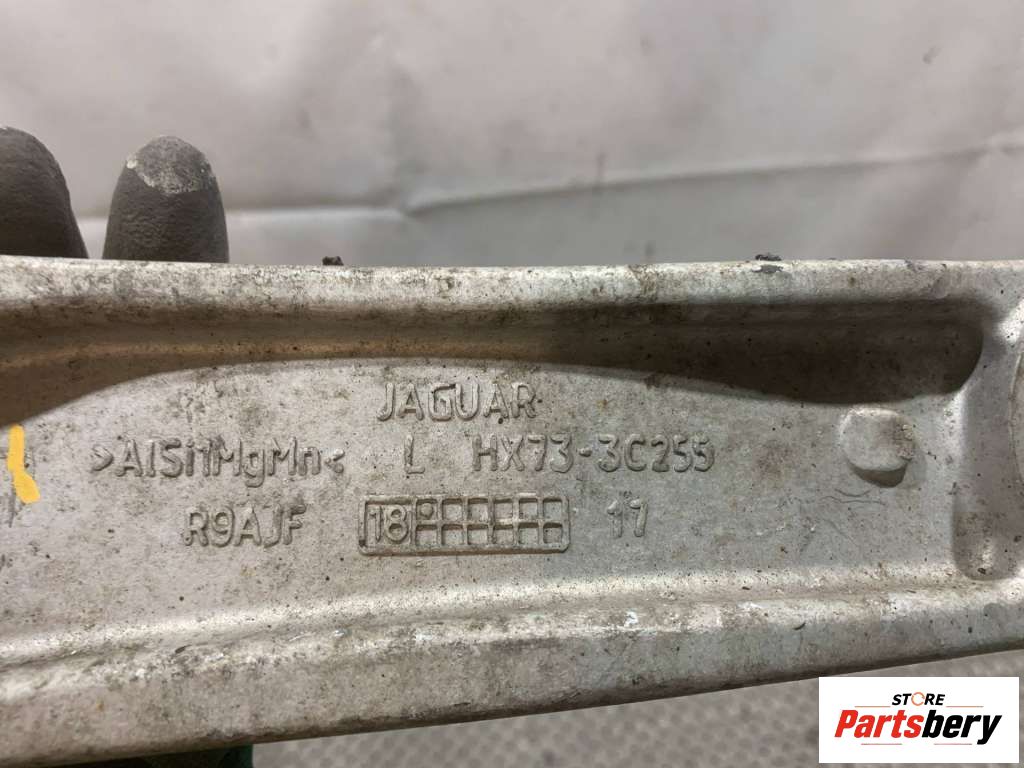 JAGUAR
>AlSi1MgMn< L HX73-3C255
R9AJF 18 17
STORE
Partsbery